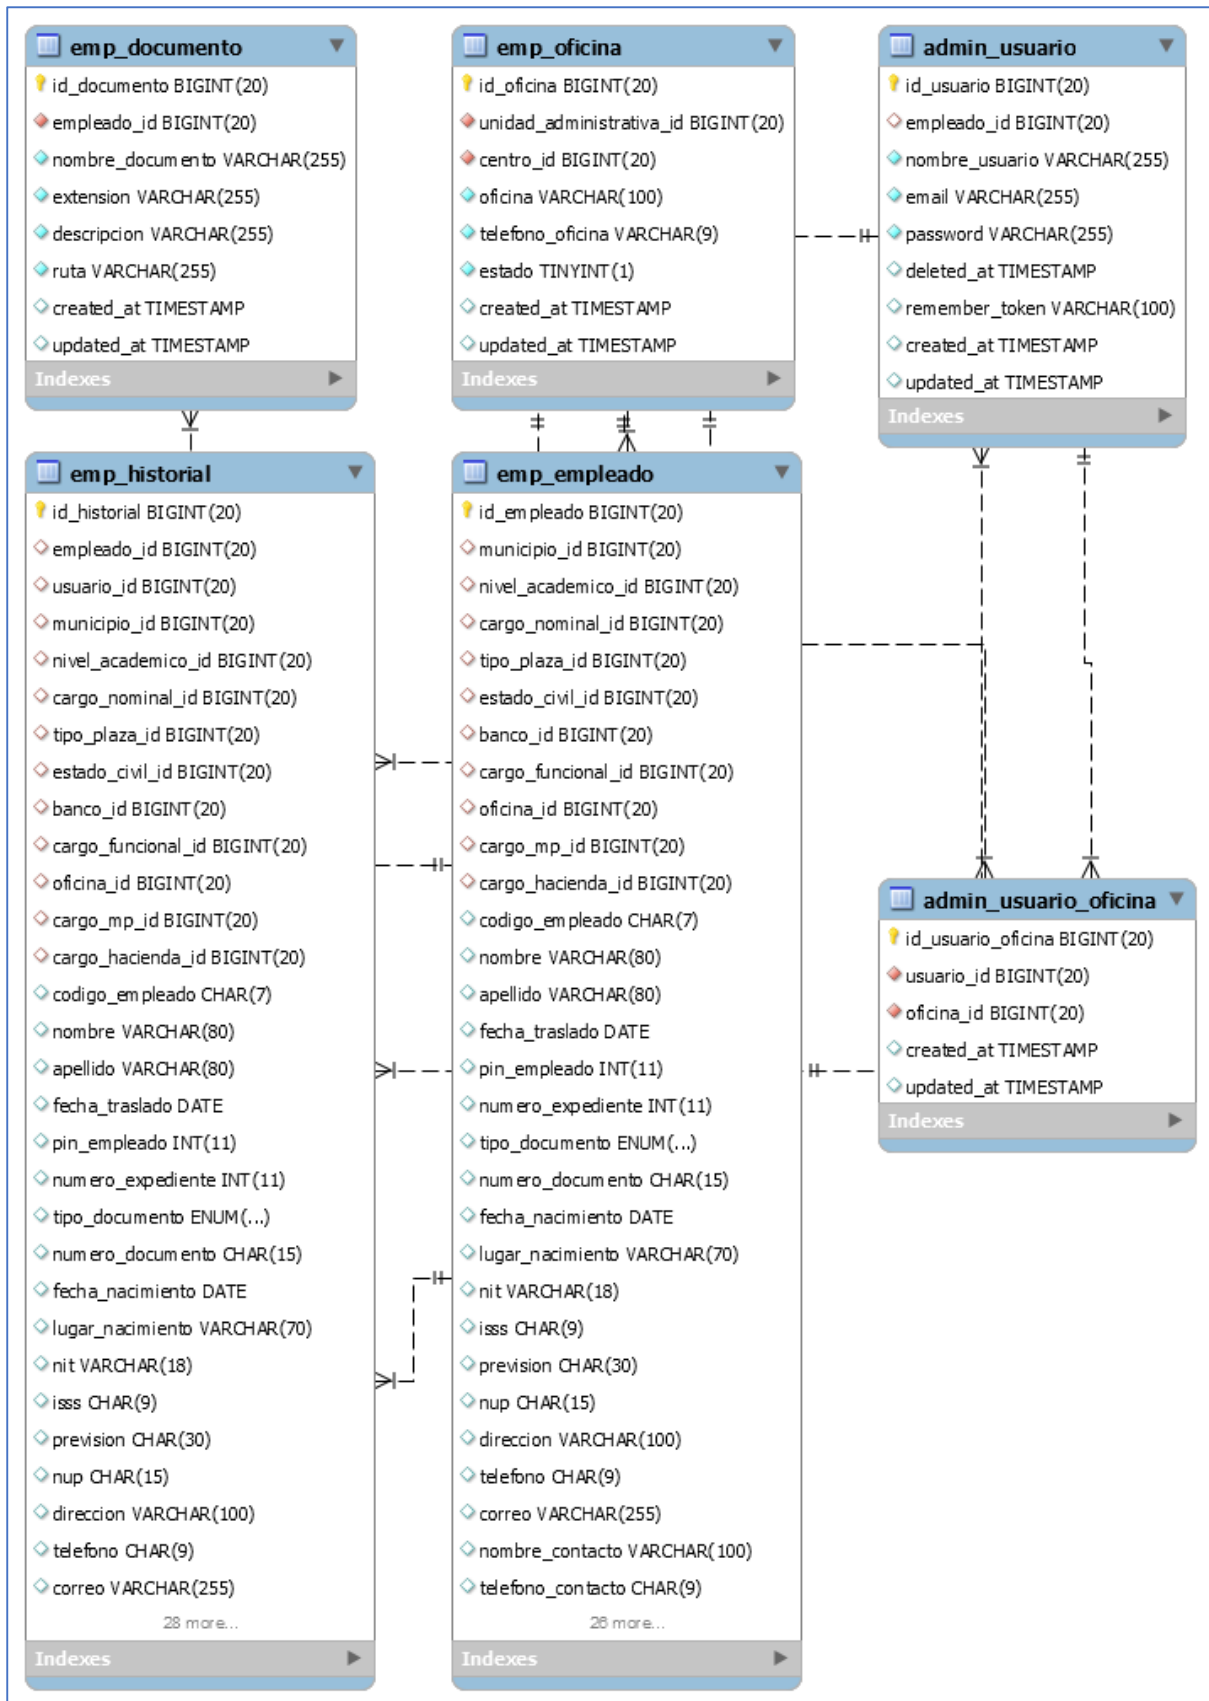 emp_documento
id_documento BIGINT(20)
empleado_id BIGINT(20)
nombre_documento VARCHAR(255)
extension VARCHAR(255)
descripcion VARCHAR(255)
ruta VARCHAR(255)
created_at TIMESTAMP
updated_at TIMESTAMP
Indexes
emp_oficina
id_oficina BIGINT(20)
unidad_administrativa_id BIGINT(20)
centro_id BIGINT(20)
oficina VARCHAR(100)
telefono_oficina VARCHAR(9)
estado TINYINT(1)
created_at TIMESTAMP
updated_at TIMESTAMP
Indexes
admin_usuario
id_usuario BIGINT(20)
empleado_id BIGINT(20)
nombre_usuario VARCHAR(255)
email VARCHAR(255)
password VARCHAR(255)
deleted_at TIMESTAMP
remember_token VARCHAR(100)
created_at TIMESTAMP
updated_at TIMESTAMP
Indexes
emp_historial
id_historial BIGINT(20)
empleado_id BIGINT(20)
usuario_id BIGINT(20)
municipio_id BIGINT(20)
nivel_academico_id BIGINT(20)
cargo_nominal_id BIGINT(20)
tipo_plaza_id BIGINT(20)
estado_civil_id BIGINT(20)
banco_id BIGINT(20)
cargo_funcional_id BIGINT(20)
oficina_id BIGINT(20)
cargo_mp_id BIGINT(20)
cargo_hacienda_id BIGINT(20)
codigo_empleado CHAR(7)
nombre VARCHAR(80)
apellido VARCHAR(80)
fecha_traslado DATE
pin_empleado INT(11)
numero_expediente INT(11)
tipo_documento ENUM(...)
numero_documento CHAR(15)
fecha_nacimiento DATE
lugar_nacimiento VARCHAR(70)
nit VARCHAR(18)
isss CHAR(9)
prevision CHAR(30)
nup CHAR(15)
direccion VARCHAR(100)
telefono CHAR(9)
correo VARCHAR(255)
28 more...
Indexes
emp_empleado
id_empleado BIGINT(20)
municipio_id BIGINT(20)
nivel_academico_id BIGINT(20)
cargo_nominal_id BIGINT(20)
tipo_plaza_id BIGINT(20)
estado_civil_id BIGINT(20)
banco_id BIGINT(20)
cargo_funcional_id BIGINT(20)
oficina_id BIGINT(20)
cargo_mp_id BIGINT(20)
cargo_hacienda_id BIGINT(20)
codigo_empleado CHAR(7)
nombre VARCHAR(80)
apellido VARCHAR(80)
fecha_traslado DATE
pin_empleado INT(11)
numero_expediente INT(11)
tipo_documento ENUM(...)
numero_documento CHAR(15)
fecha_nacimiento DATE
lugar_nacimiento VARCHAR(70)
nit VARCHAR(18)
isss CHAR(9)
prevision CHAR(30)
nup CHAR(15)
direccion VARCHAR(100)
telefono CHAR(9)
correo VARCHAR(255)
nombre_contacto VARCHAR(100)
telefono_contacto CHAR(9)
26 more...
Indexes
admin_usuario_oficina
id_usuario_oficina BIGINT(20)
usuario_id BIGINT(20)
oficina_id BIGINT(20)
created_at TIMESTAMP
updated_at TIMESTAMP
Indexes